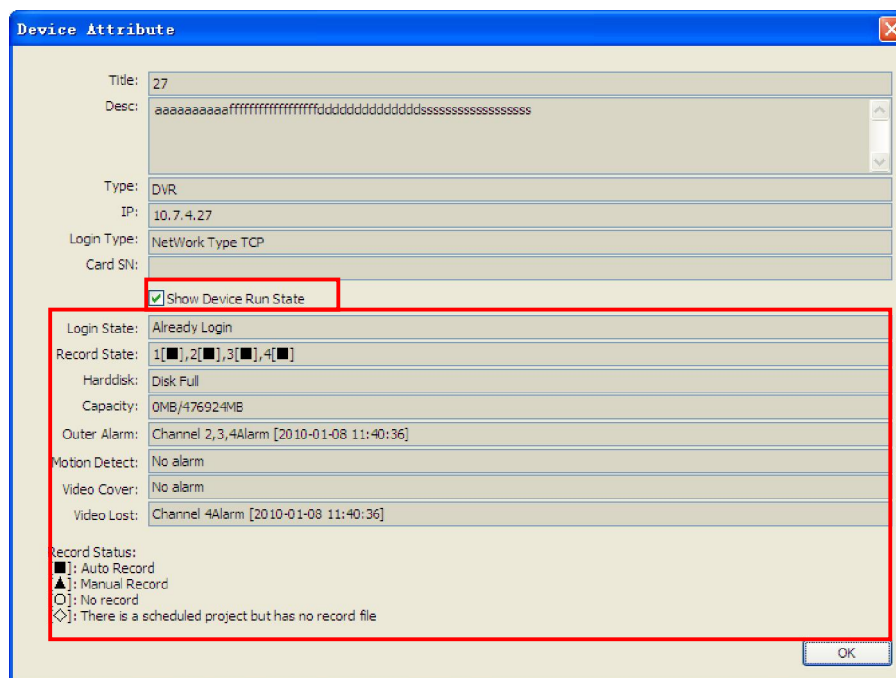 Device Attribute
Title: 27
Desc: aaaaaaaaaaffffffffffffffffffddddddddddddddssssssssssssssssss
Type: DVR
IP: 10.7.4.27
Login Type: NetWork Type TCP
Card SN:
Show Device Run State
Login State: Already Login
Record State: 1[■],2[■],3[■],4[■]
Harddisk: Disk Full
Capacity: 0MB/476924MB
Outer Alarm: Channel 2,3,4Alarm [2010-01-08 11:40:36]
Motion Detect: No alarm
Video Cover: No alarm
Video Lost: Channel 4Alarm [2010-01-08 11:40:36]
Record Status:
[■]: Auto Record
[▲]: Manual Record
[○]: No record
[◇]: There is a scheduled project but has no record file
OK